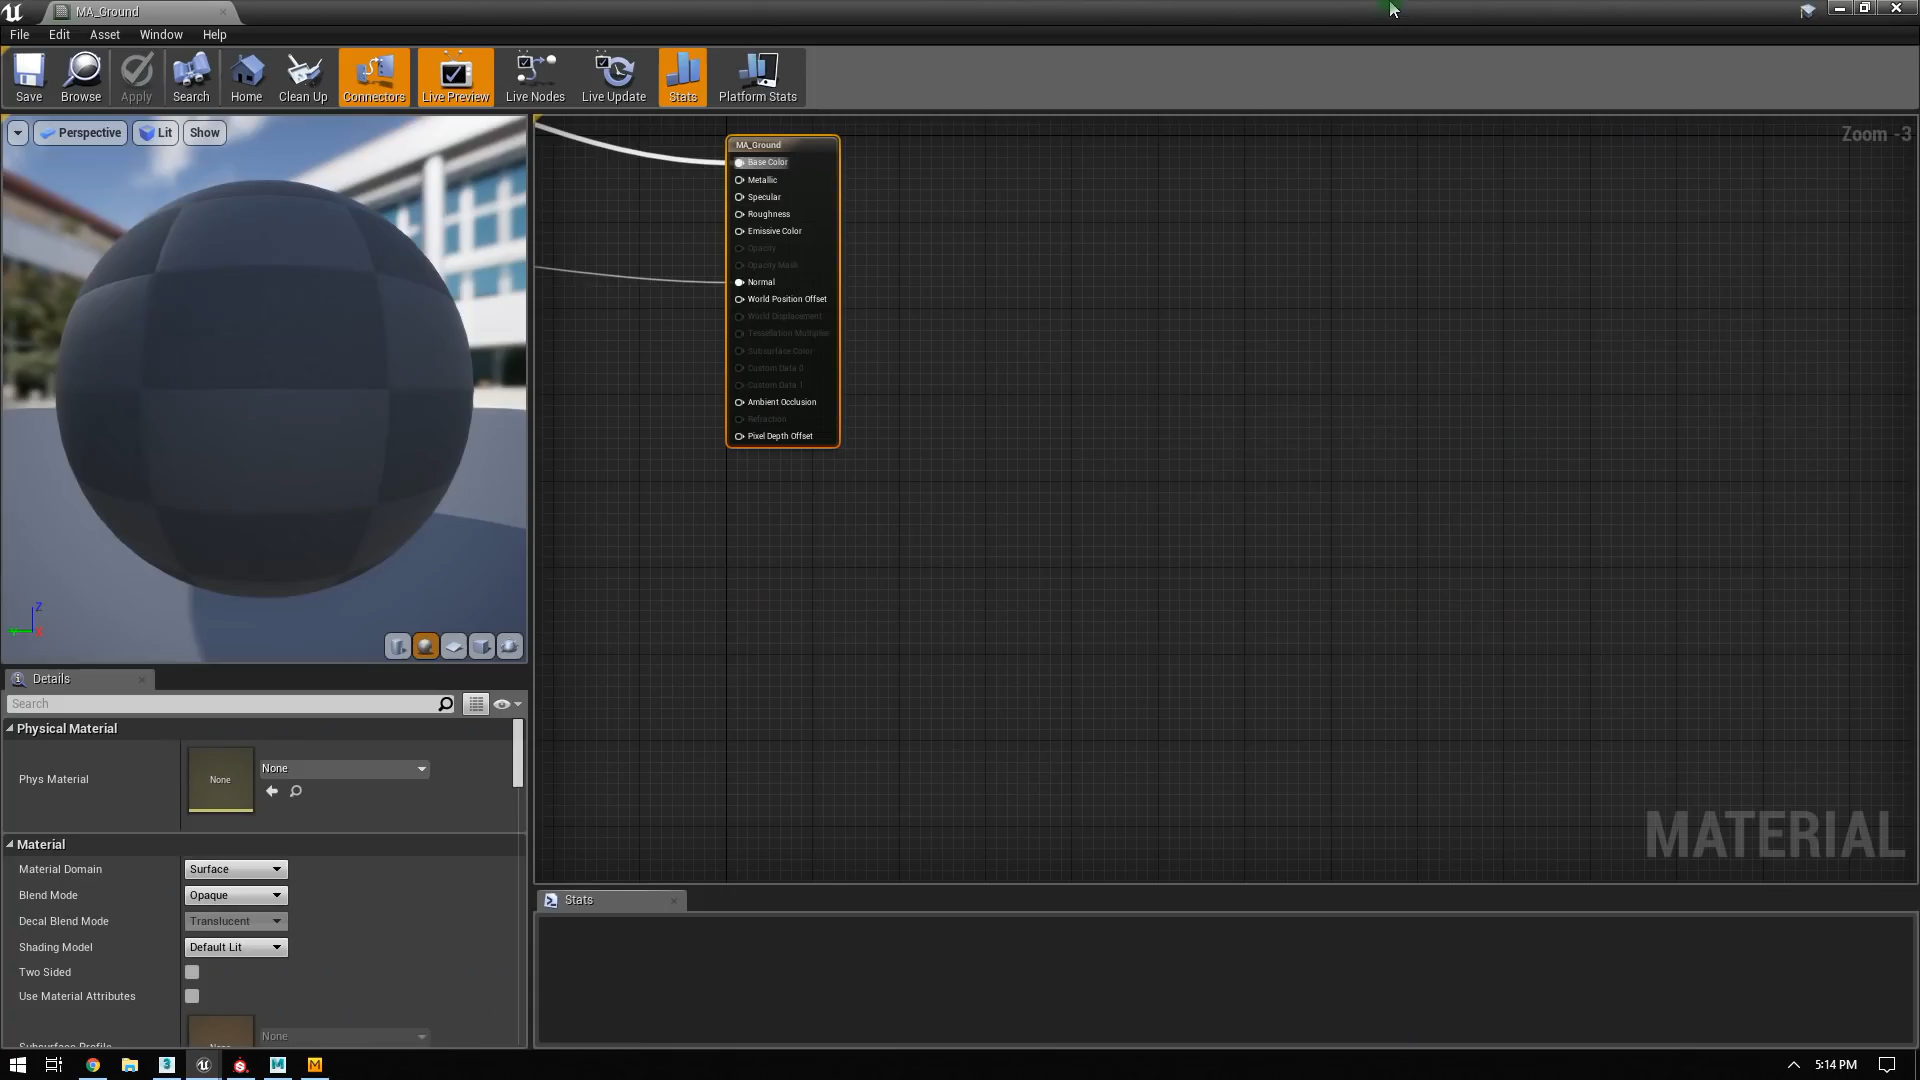 MA_Ground
File Edit Asset Window Help
Save Browse Apply Search Home Clean Up Connectors Live Preview Live Nodes Live Update Stats Platform Stats
Perspective Lit Show
Zoom -3
MA_Ground
Base Color
Metallic
Specular
Roughness
Emissive Color
Opacity
Opacity Mask
Normal
World Position Offset
World Displacement
Tessellation Multiplier
Subsurface Color
Custom Data 0
Custom Data 1
Ambient Occlusion
Refraction
Pixel Depth Offset
Z
X
MATERIAL
Details
Search
Physical Material
Phys Material
None
None
Material
Material Domain Surface
Blend Mode Opaque
Decal Blend Mode Translucent
Shading Model Default Lit
Two Sided
Use Material Attributes
None
Subsurface Profile
None
Stats
5:14 PM